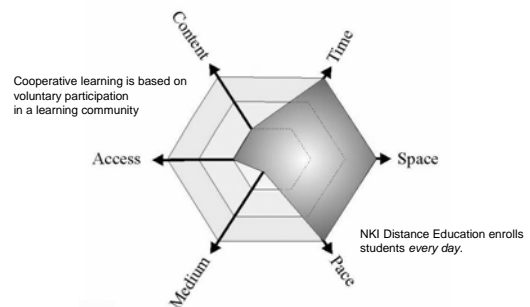 Content
Time
Cooperative learning is based on
voluntary participation
in a learning community
Access
Space
NKI Distance Education enrolls
students every day.
Medium
Pace